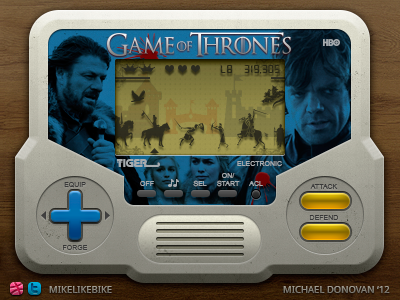 GAME OF THRONES
HBO
L8 319,305
TIGER ELECTRONIC
OFF SEL ON/START ACL
EQUIP
FORGE
ATTACK
DEFEND
MIKELIKEBIKE
MICHAEL DONOVAN '12